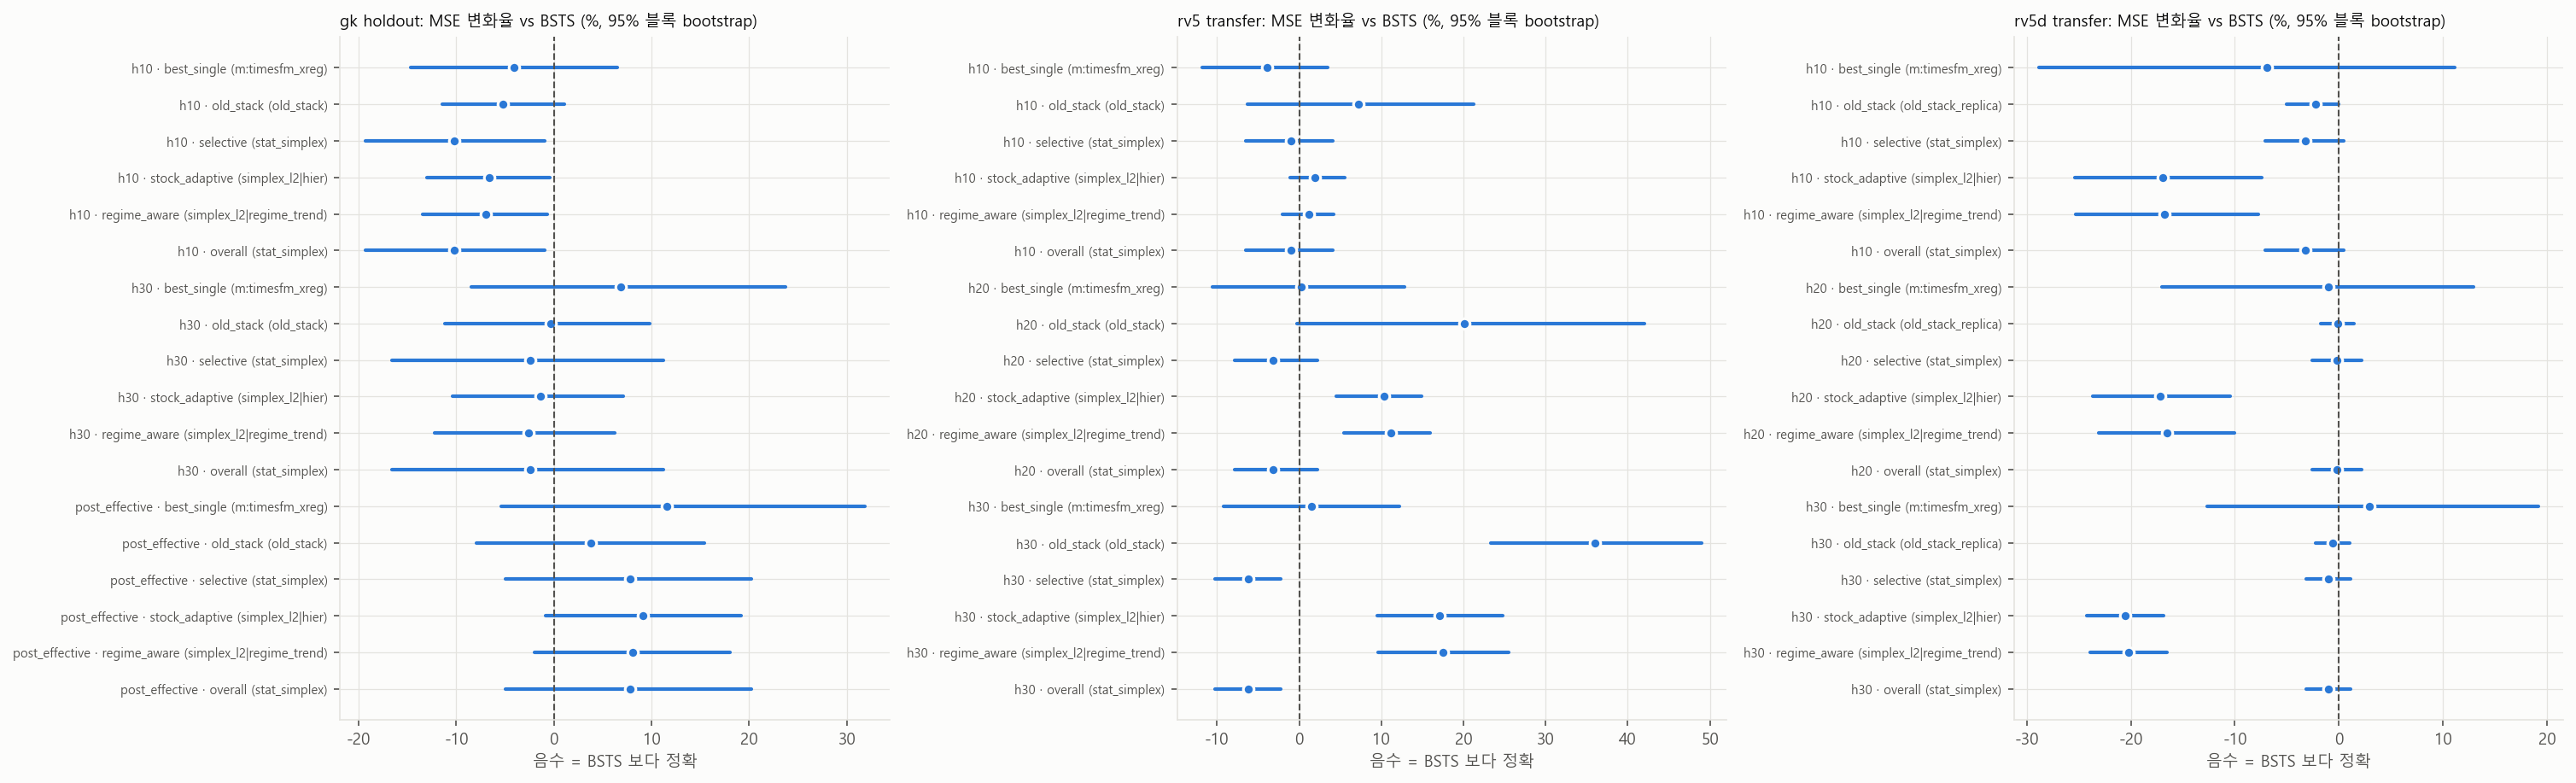 gk holdout: MSE 변화율 vs BSTS (%, 95% 블록 bootstrap)
h10 · best_single (m:timesfm_xreg)
h10 · old_stack (old_stack)
h10 · selective (stat_simplex)
h10 · stock_adaptive (simplex_l2|hier)
h10 · regime_aware (simplex_l2|regime_trend)
h10 · overall (stat_simplex)
h30 · best_single (m:timesfm_xreg)
h30 · old_stack (old_stack)
h30 · selective (stat_simplex)
h30 · stock_adaptive (simplex_l2|hier)
h30 · regime_aware (simplex_l2|regime_trend)
h30 · overall (stat_simplex)
post_effective · best_single (m:timesfm_xreg)
post_effective · old_stack (old_stack)
post_effective · selective (stat_simplex)
post_effective · stock_adaptive (simplex_l2|hier)
post_effective · regime_aware (simplex_l2|regime_trend)
post_effective · overall (stat_simplex)
-20 -10 0 10 20 30
음수 = BSTS 보다 정확
rv5 transfer: MSE 변화율 vs BSTS (%, 95% 블록 bootstrap)
h10 · best_single (m:timesfm_xreg)
h10 · old_stack (old_stack)
h10 · selective (stat_simplex)
h10 · stock_adaptive (simplex_l2|hier)
h10 · regime_aware (simplex_l2|regime_trend)
h10 · overall (stat_simplex)
h20 · best_single (m:timesfm_xreg)
h20 · old_stack (old_stack)
h20 · selective (stat_simplex)
h20 · stock_adaptive (simplex_l2|hier)
h20 · regime_aware (simplex_l2|regime_trend)
h20 · overall (stat_simplex)
h30 · best_single (m:timesfm_xreg)
h30 · old_stack (old_stack)
h30 · selective (stat_simplex)
h30 · stock_adaptive (simplex_l2|hier)
h30 · regime_aware (simplex_l2|regime_trend)
h30 · overall (stat_simplex)
-10 0 10 20 30 40 50
음수 = BSTS 보다 정확
rv5d transfer: MSE 변화율 vs BSTS (%, 95% 블록 bootstrap)
h10 · best_single (m:timesfm_xreg)
h10 · old_stack (old_stack_replica)
h10 · selective (stat_simplex)
h10 · stock_adaptive (simplex_l2|hier)
h10 · regime_aware (simplex_l2|regime_trend)
h10 · overall (stat_simplex)
h20 · best_single (m:timesfm_xreg)
h20 · old_stack (old_stack_replica)
h20 · selective (stat_simplex)
h20 · stock_adaptive (simplex_l2|hier)
h20 · regime_aware (simplex_l2|regime_trend)
h20 · overall (stat_simplex)
h30 · best_single (m:timesfm_xreg)
h30 · old_stack (old_stack_replica)
h30 · selective (stat_simplex)
h30 · stock_adaptive (simplex_l2|hier)
h30 · regime_aware (simplex_l2|regime_trend)
h30 · overall (stat_simplex)
-30 -20 -10 0 10 20
음수 = BSTS 보다 정확